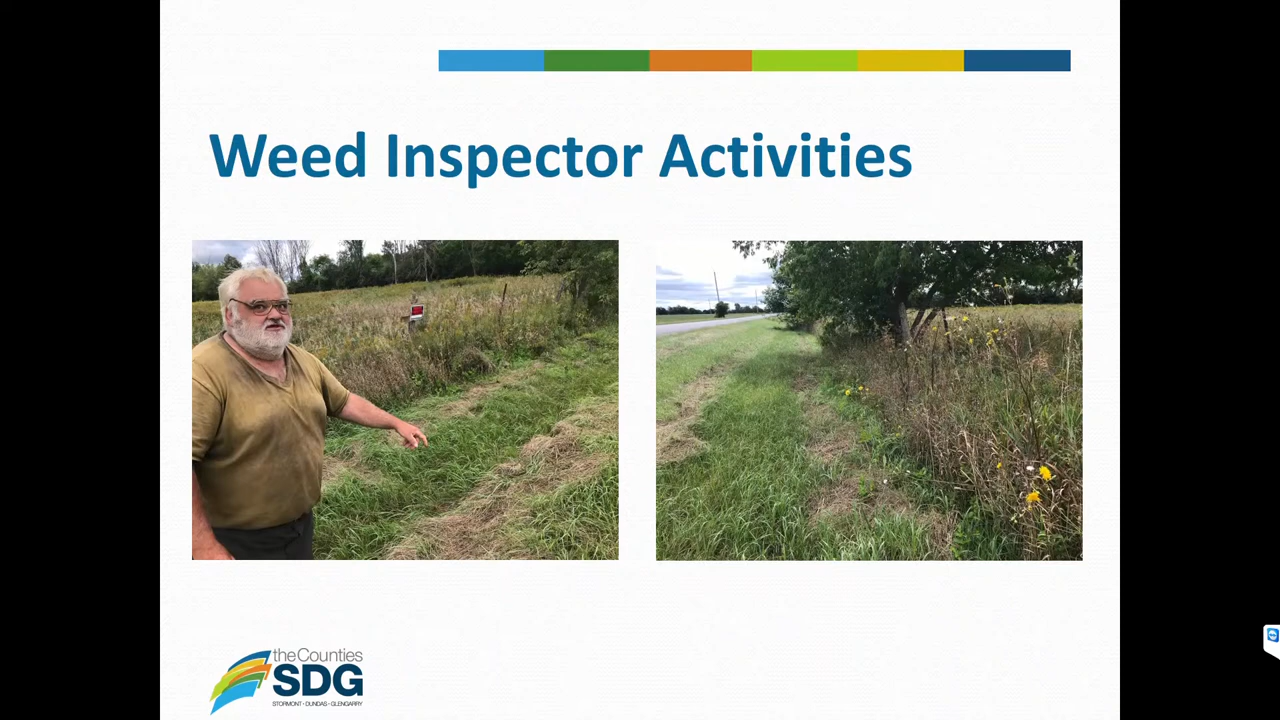 Weed Inspector Activities
theCounties
SDG
STORMONT • DUNDAS • GLENGARRY